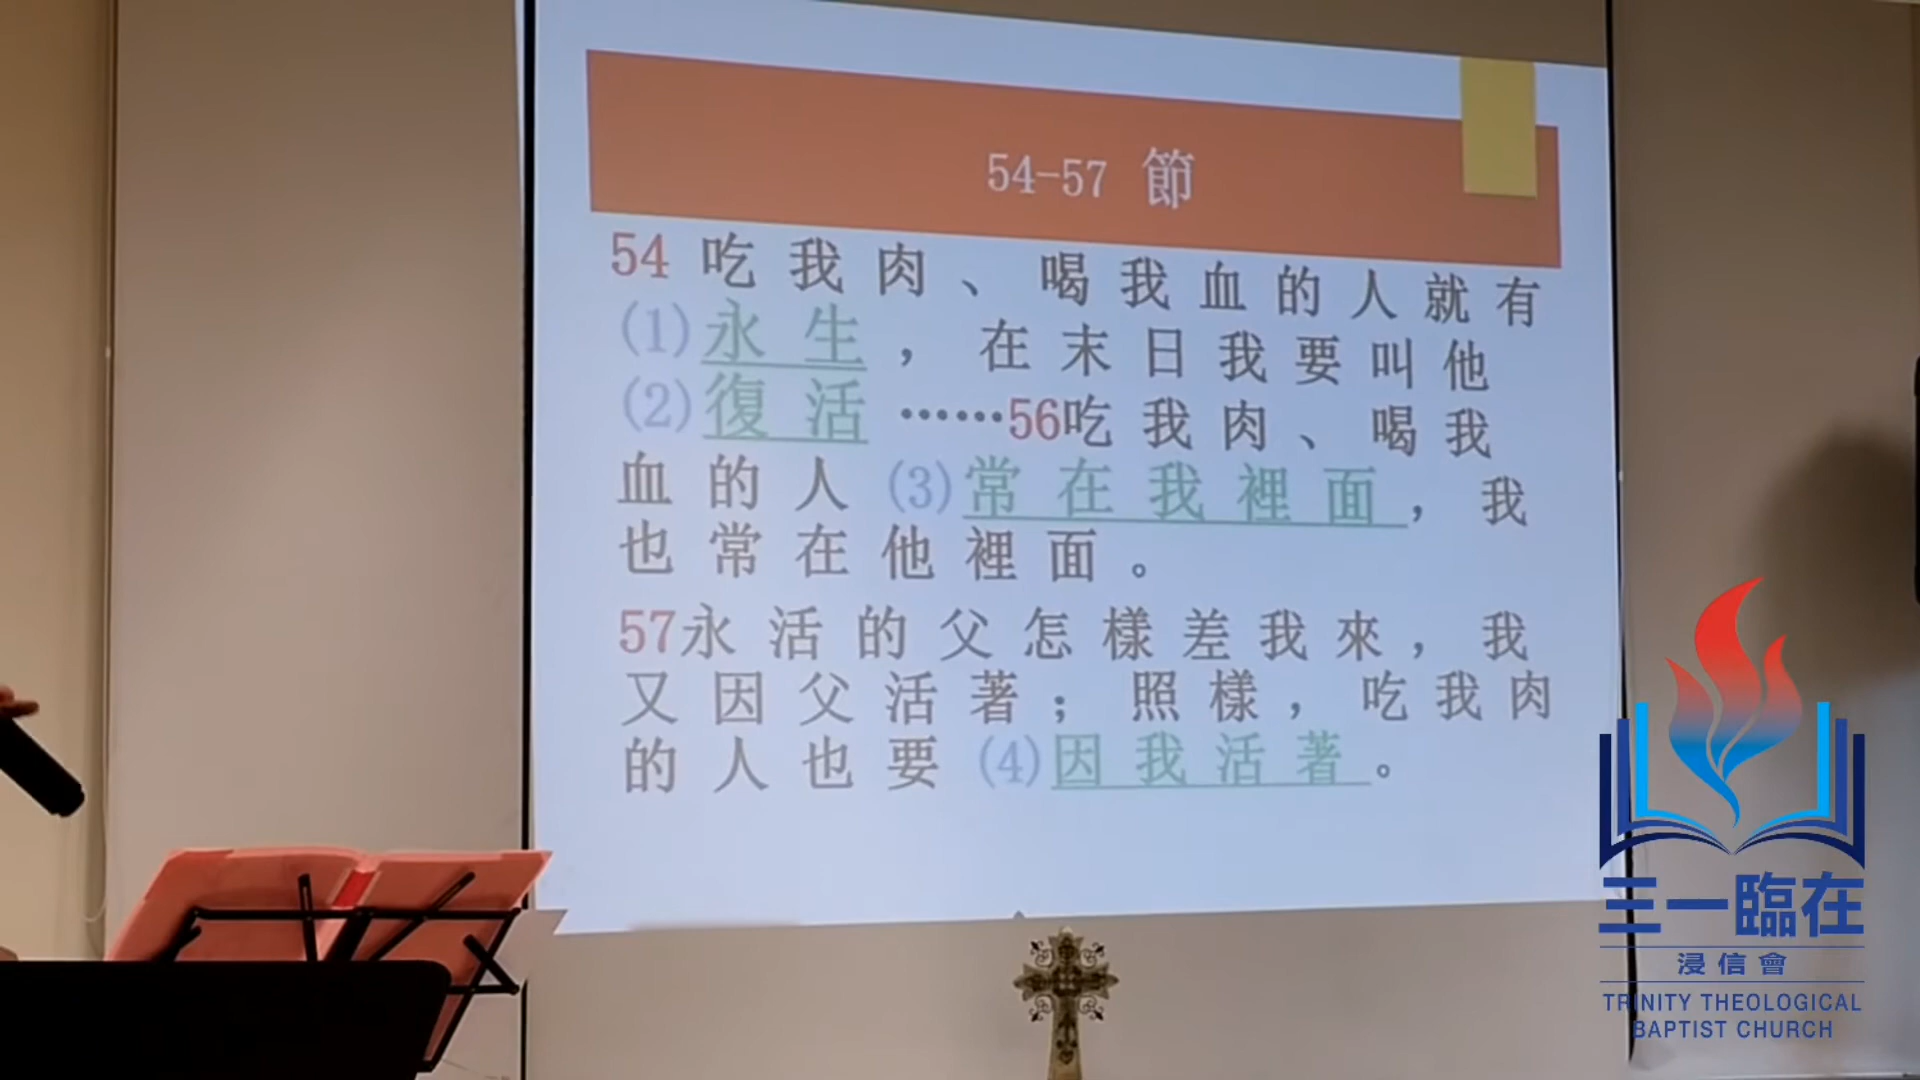 54-57 節
54 吃我肉、喝我血的人就有
(1)永生，在末日我要叫他
(2)復活……56吃我肉、喝我
血的人 (3)常在我裡面，我
也常在他裡面。
57永活的父怎樣差我來，我
又因父活著；照樣，吃我肉
的人也要 (4)因我活著。
三一臨在
浸信會
TRINITY THEOLOGICAL
BAPTIST CHURCH